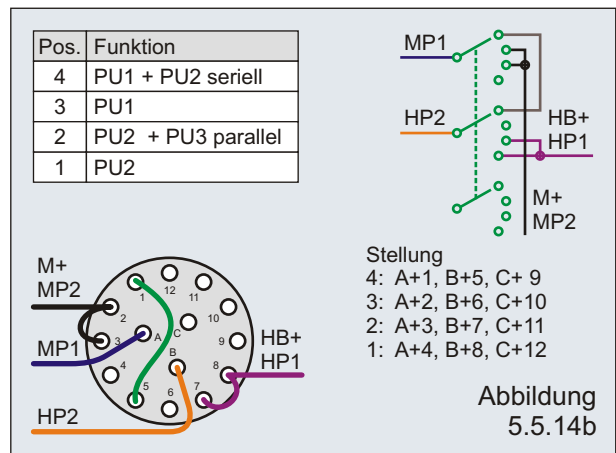 Pos. Funktion
4 PU1 + PU2 seriell
3 PU1
2 PU2 + PU3 parallel
1 PU2
MP1
HP2
HB+
HP1
M+
MP2
Stellung
4: A+1, B+5, C+ 9
3: A+2, B+6, C+10
2: A+3, B+7, C+11
1: A+4, B+8, C+12
M+
MP2
MP1
HP2
HB+
HP1
1
2
3
4
5
6
7
8
9
10
11
12
A
B
C
Abbildung
5.5.14b